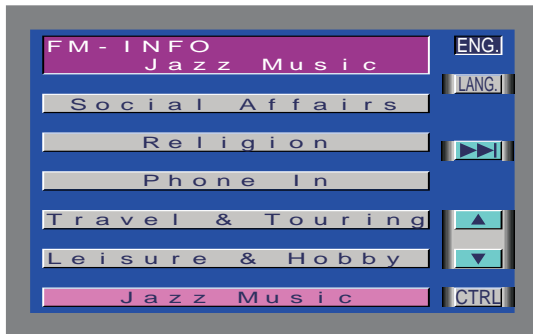 FM-INFO
Jazz Music
ENG.
LANG.
Social Affairs
Religion
Phone In
Travel & Touring
Leisure & Hobby
Jazz Music
CTRL